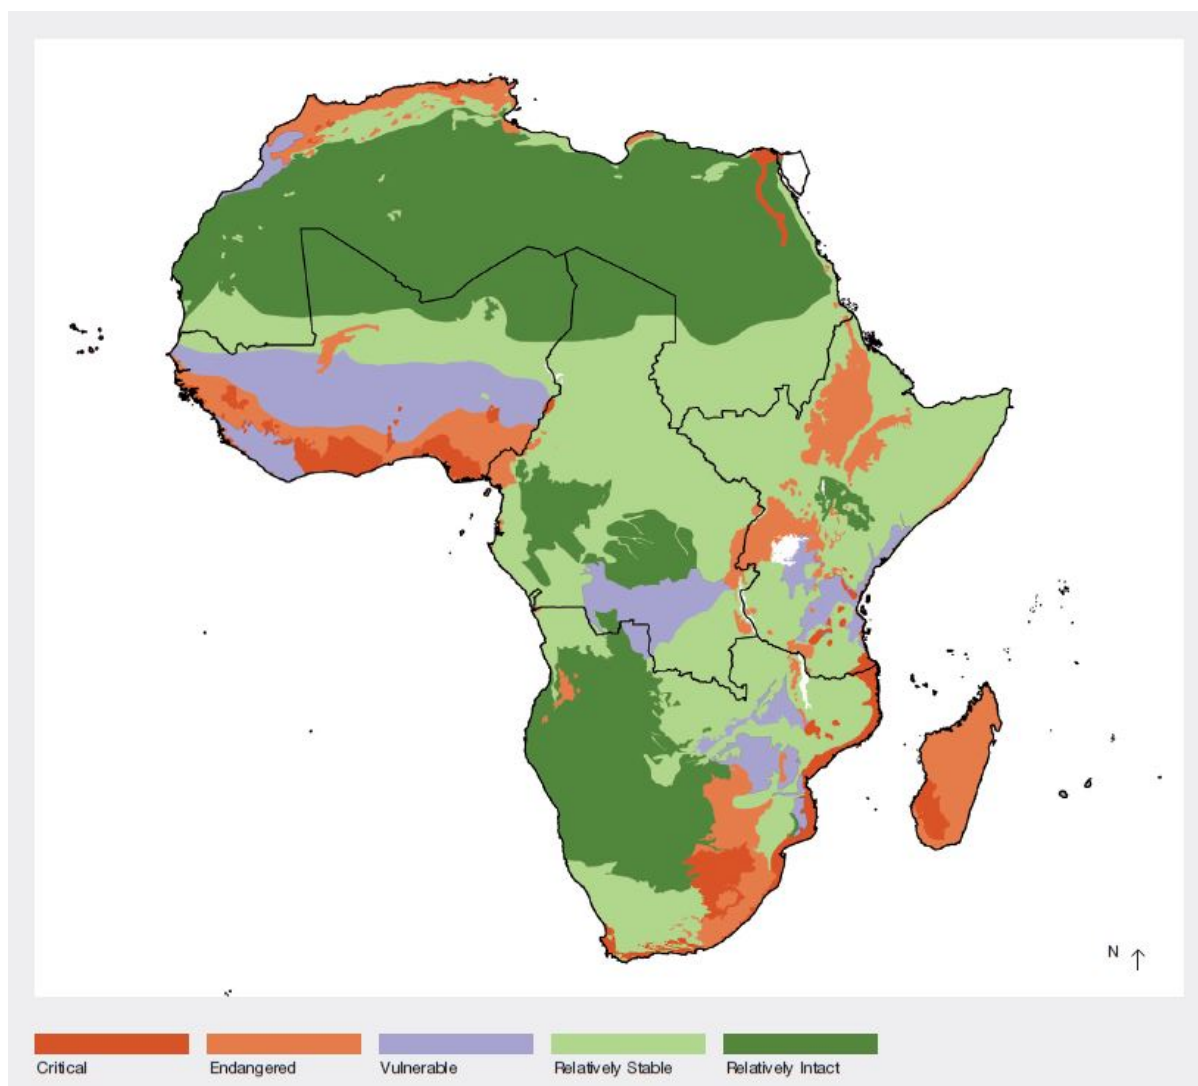 N
Critical
Endangered
Vulnerable
Relatively Stable
Relatively Intact